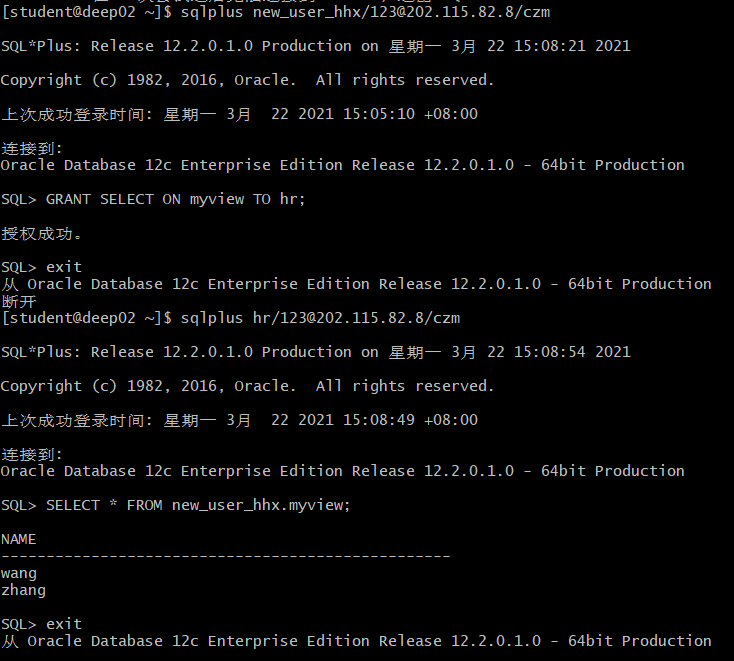 [student@deep02 ~]$ sqlplus new_user_hhx/123@202.115.82.8/czm
SQL*Plus: Release 12.2.0.1.0 Production on 星期一 3月 22 15:08:21 2021
Copyright (c) 1982, 2016, Oracle.  All rights reserved.
上次成功登录时间: 星期一 3月  22 2021 15:05:10 +08:00
连接到:
Oracle Database 12c Enterprise Edition Release 12.2.0.1.0 - 64bit Production
SQL> GRANT SELECT ON myview TO hr;
授权成功。
SQL> exit
从 Oracle Database 12c Enterprise Edition Release 12.2.0.1.0 - 64bit Production
断开
[student@deep02 ~]$ sqlplus hr/123@202.115.82.8/czm
SQL*Plus: Release 12.2.0.1.0 Production on 星期一 3月 22 15:08:54 2021
Copyright (c) 1982, 2016, Oracle.  All rights reserved.
上次成功登录时间: 星期一 3月  22 2021 15:08:49 +08:00
连接到:
Oracle Database 12c Enterprise Edition Release 12.2.0.1.0 - 64bit Production
SQL> SELECT * FROM new_user_hhx.myview;
NAME
--------------------------------------------------
wang
zhang
SQL> exit
从 Oracle Database 12c Enterprise Edition Release 12.2.0.1.0 - 64bit Production